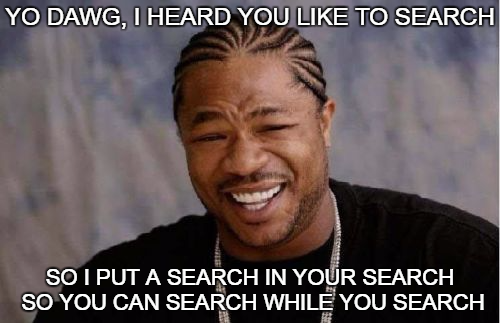 YO DAWG, I HEARD YOU LIKE TO SEARCH
SO I PUT A SEARCH IN YOUR SEARCH
SO YOU CAN SEARCH WHILE YOU SEARCH